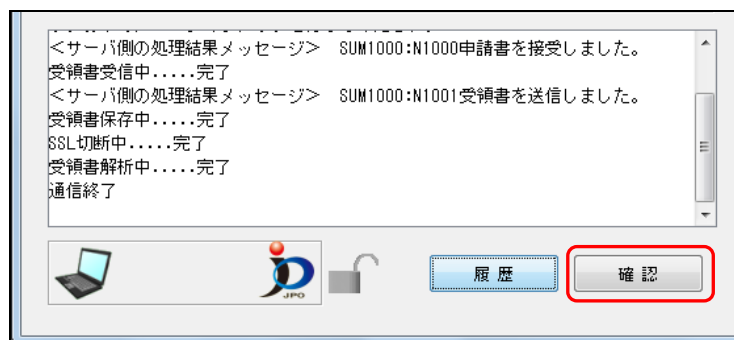 <サーバ側の処理結果メッセージ> SUM1000:N1000申請書を接受しました。
受領書受信中.....完了
<サーバ側の処理結果メッセージ> SUM1000:N1001受領書を送信しました。
受領書保存中.....完了
SSL切断中.....完了
受領書解析中.....完了
通信終了
JPO
履歴
確認